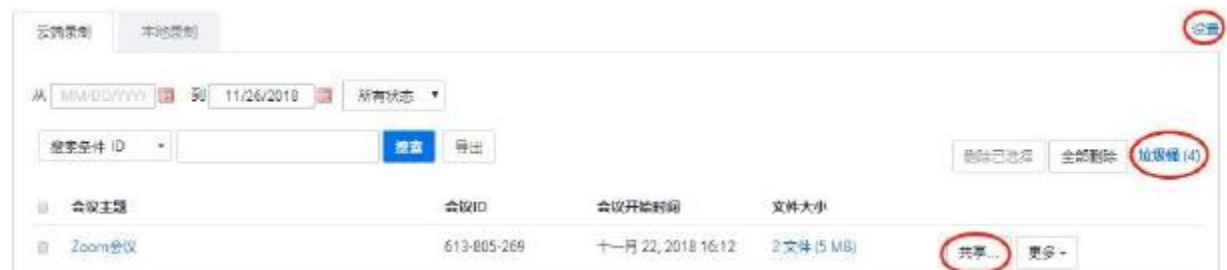 云端录制 本地录制 设置
从 MM/DD/YYYY 到 11/26/2018 所有状态
搜索条件 ID 搜索 导出 删除已选择 全部删除 垃圾桶 (4)
会议主题 会议ID 会议开始时间 文件大小
Zoom会议 613-805-269 十一月 22, 2018 16:12 2 文件 (5 MB) 共享... 更多